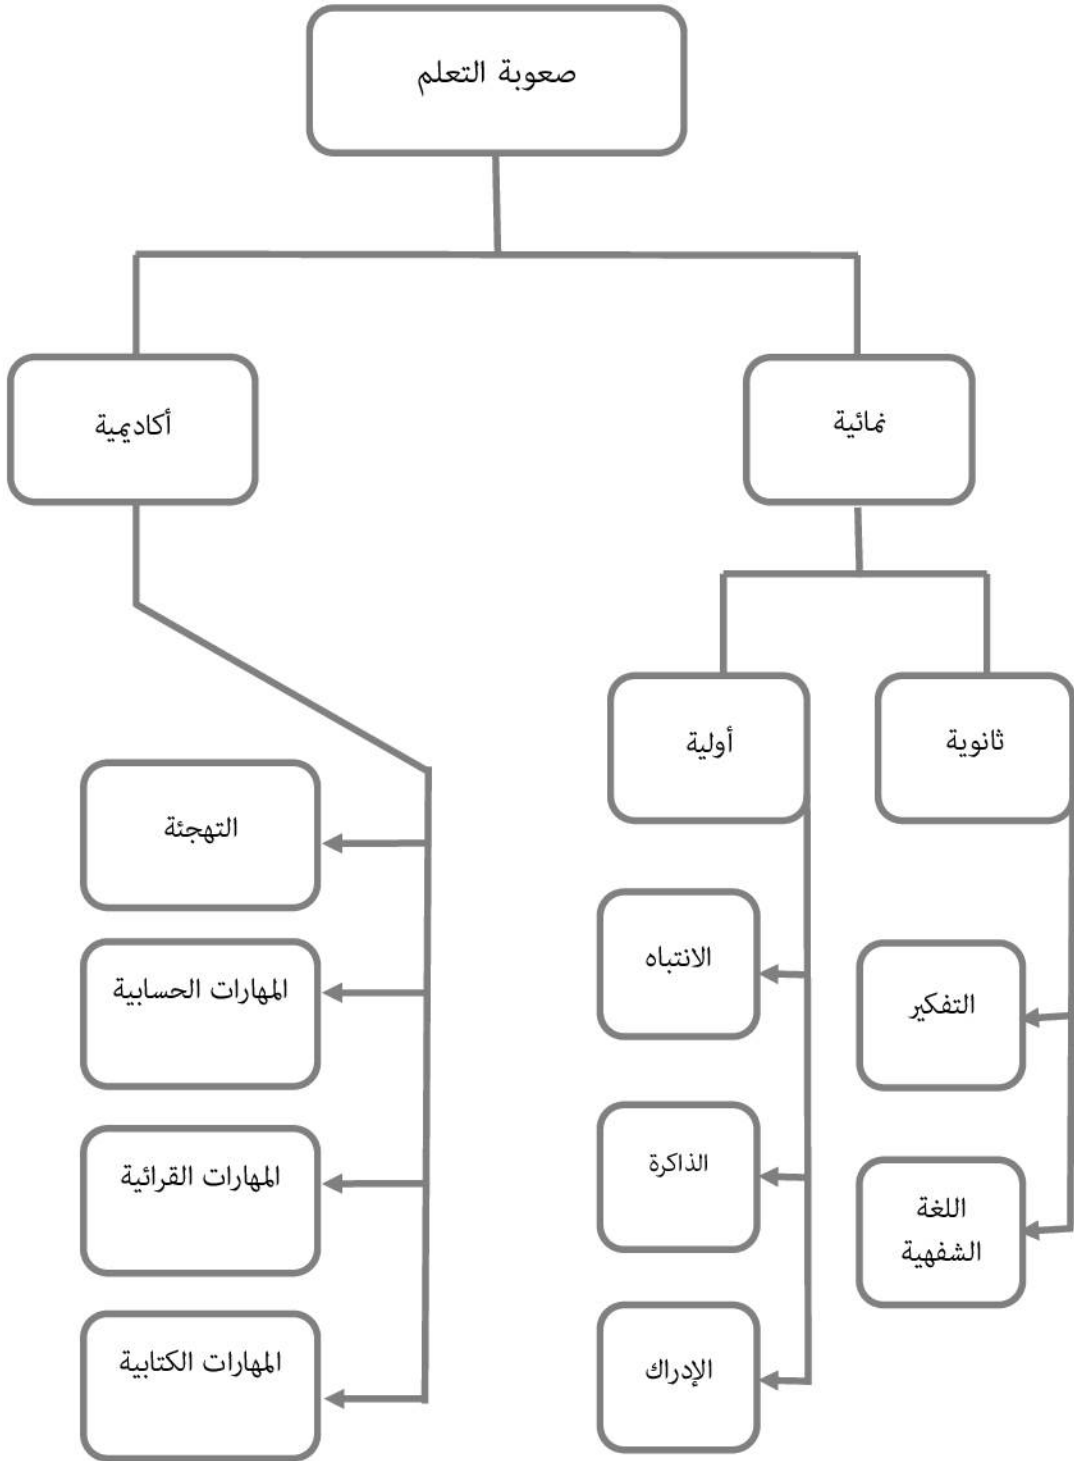 صعوبة التعلم
نمائية
أكاديمية
ثانوية
أولية
التفكير
اللغة
الشفهية
الانتباه
الذاكرة
الإدراك
التهجئة
المهارات الحسابية
المهارات القرائية
المهارات الكتابية